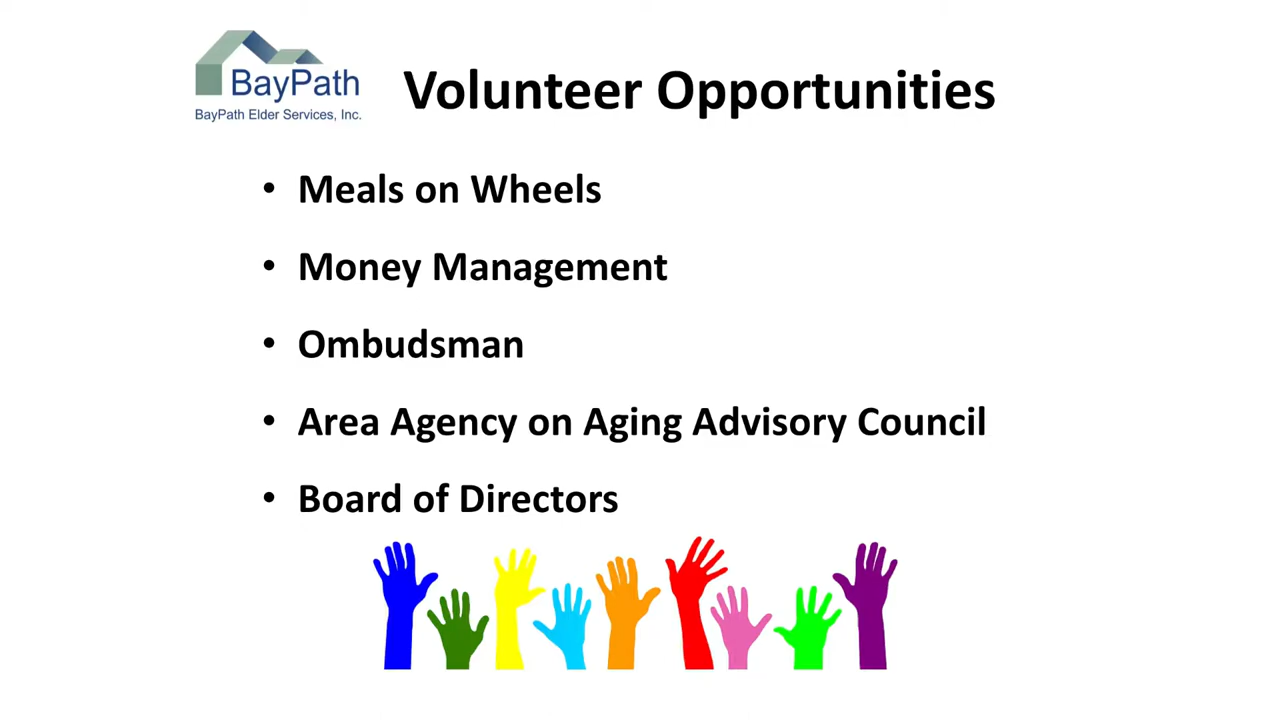 BayPath
BayPath Elder Services, Inc.
Volunteer Opportunities
• Meals on Wheels
• Money Management
• Ombudsman
• Area Agency on Aging Advisory Council
• Board of Directors